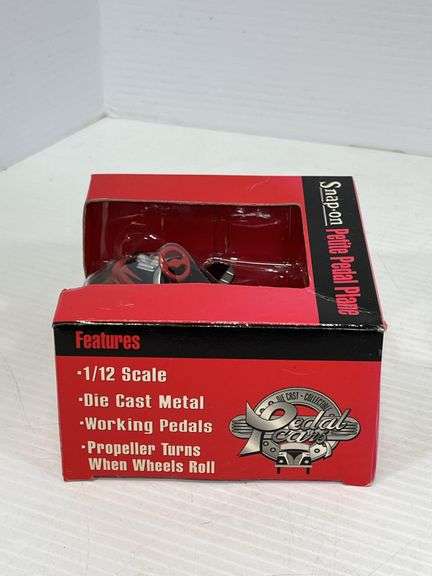 Snap-on Petite Pedal Plane
Features
·1/12 Scale
·Die Cast Metal
·Working Pedals
·Propeller Turns
When Wheels Roll
DIE CAST · COLLECTIBLE
Pedal
Cars